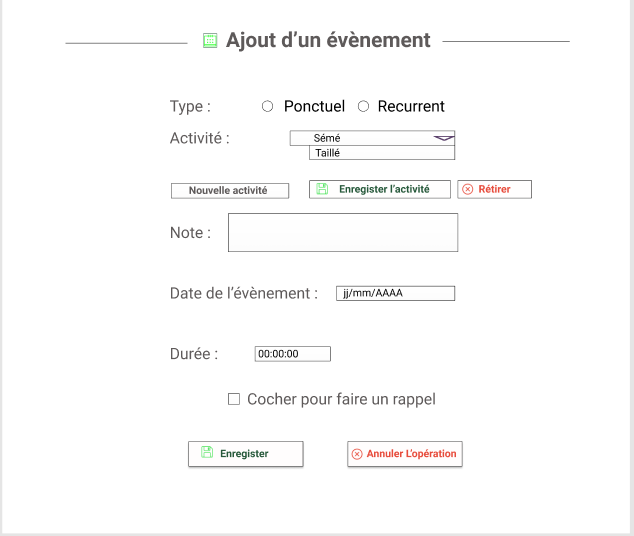 Ajout d'un évènement
Type : Ponctuel Recurrent
Activité : Sémé
Taillé
Nouvelle activité Enregister l'activité Rétirer
Note :
Date de l'évènement : jj/mm/AAAA
Durée : 00:00:00
Cocher pour faire un rappel
Enregister Annuler L'opération